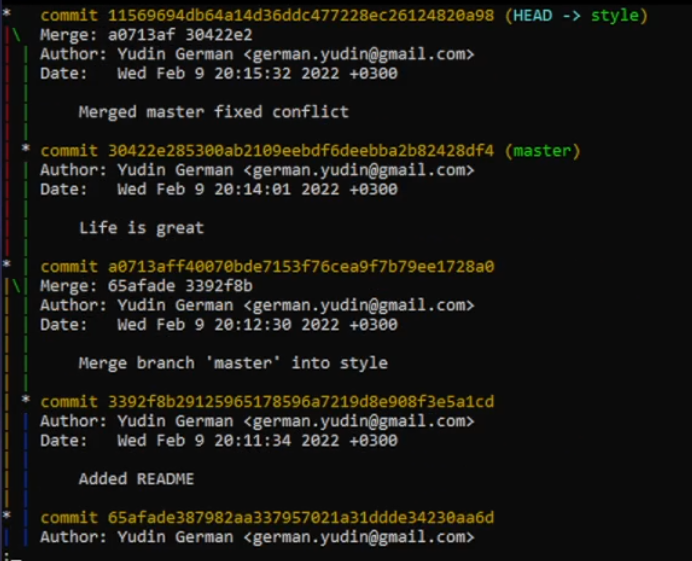 * commit 11569694db64a14d36ddc477228ec26124820a98 (HEAD -> style)
|\ Merge: a0713af 30422e2
| | Author: Yudin German <german.yudin@gmail.com>
| | Date: Wed Feb 9 20:15:32 2022 +0300
| |
| | Merged master fixed conflict
| |
| * commit 30422e285300ab2109eebdf6deebba2b82428df4 (master)
| | Author: Yudin German <german.yudin@gmail.com>
| | Date: Wed Feb 9 20:14:01 2022 +0300
| |
| | Life is great
| |
* | commit a0713aff40070bde7153f76cea9f7b79ee1728a0
|\| Merge: 65afade 3392f8b
| | Author: Yudin German <german.yudin@gmail.com>
| | Date: Wed Feb 9 20:12:30 2022 +0300
| |
| | Merge branch 'master' into style
| |
| * commit 3392f8b29125965178596a7219d8e908f3e5a1cd
| | Author: Yudin German <german.yudin@gmail.com>
| | Date: Wed Feb 9 20:11:34 2022 +0300
| |
| | Added README
| |
* | commit 65afade387982aa337957021a31ddde34230aa6d
| | Author: Yudin German <german.yudin@gmail.com>
: